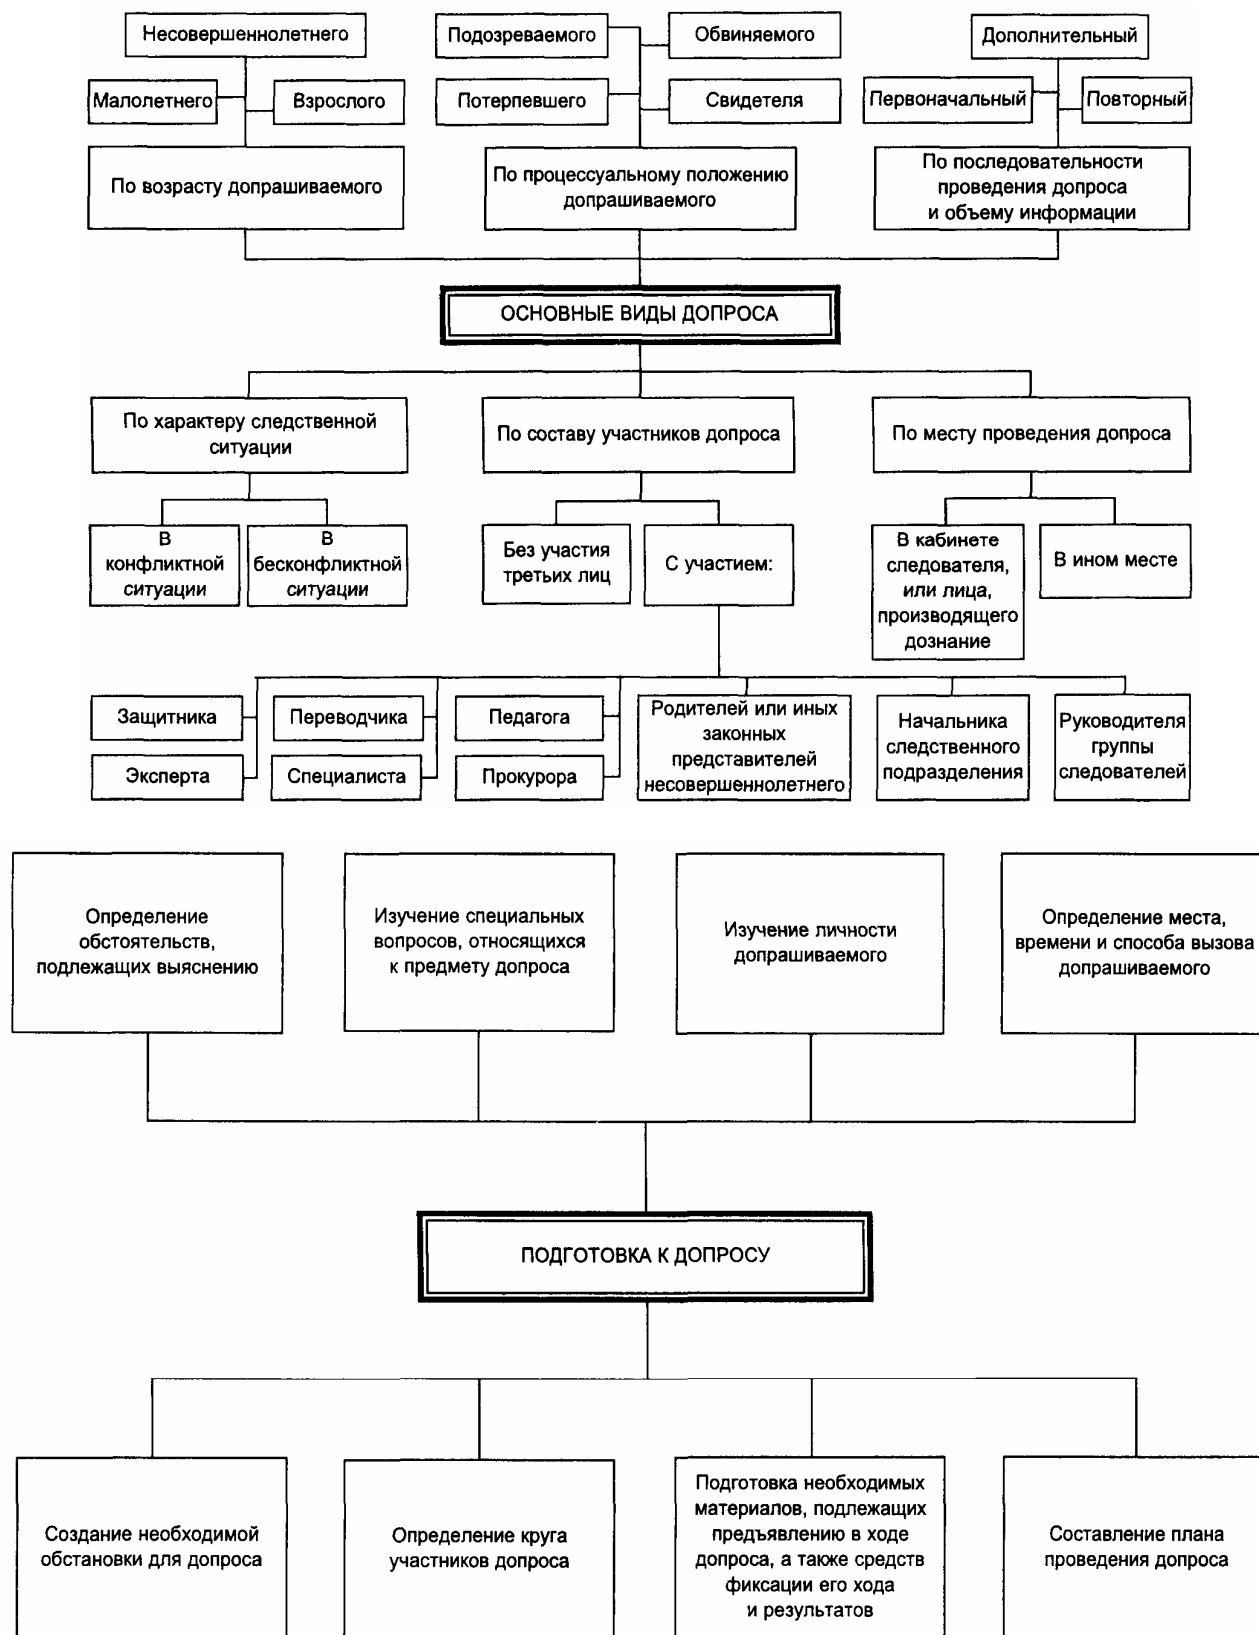 Несовершеннолетнего
Малолетнего
Взрослого
По возрасту допрашиваемого
Подозреваемого
Обвиняемого
Потерпевшего
Свидетеля
По процессуальному положению
допрашиваемого
Дополнительный
Первоначальный
Повторный
По последовательности
проведения допроса
и объему информации
ОСНОВНЫЕ ВИДЫ ДОПРОСА
По характеру следственной
ситуации
В
конфликтной
ситуации
В
бесконфликтной
ситуации
По составу участников допроса
Без участия
третьих лиц
С участием:
По месту проведения допроса
В кабинете
следователя,
или лица,
производящего
дознание
В ином месте
Защитника
Переводчика
Педагога
Эксперта
Специалиста
Прокурора
Родителей или иных
законных
представителей
несовершеннолетнего
Начальника
следственного
подразделения
Руководителя
группы
следователей
Определение
обстоятельств,
подлежащих выяснению
Изучение специальных
вопросов, относящихся
к предмету допроса
Изучение личности
допрашиваемого
Определение места,
времени и способа вызова
допрашиваемого
ПОДГОТОВКА К ДОПРОСУ
Создание необходимой
обстановки для допроса
Определение круга
участников допроса
Подготовка необходимых
материалов, подлежащих
предъявлению в ходе
допроса, а также средств
фиксации его хода
и результатов
Составление плана
проведения допроса